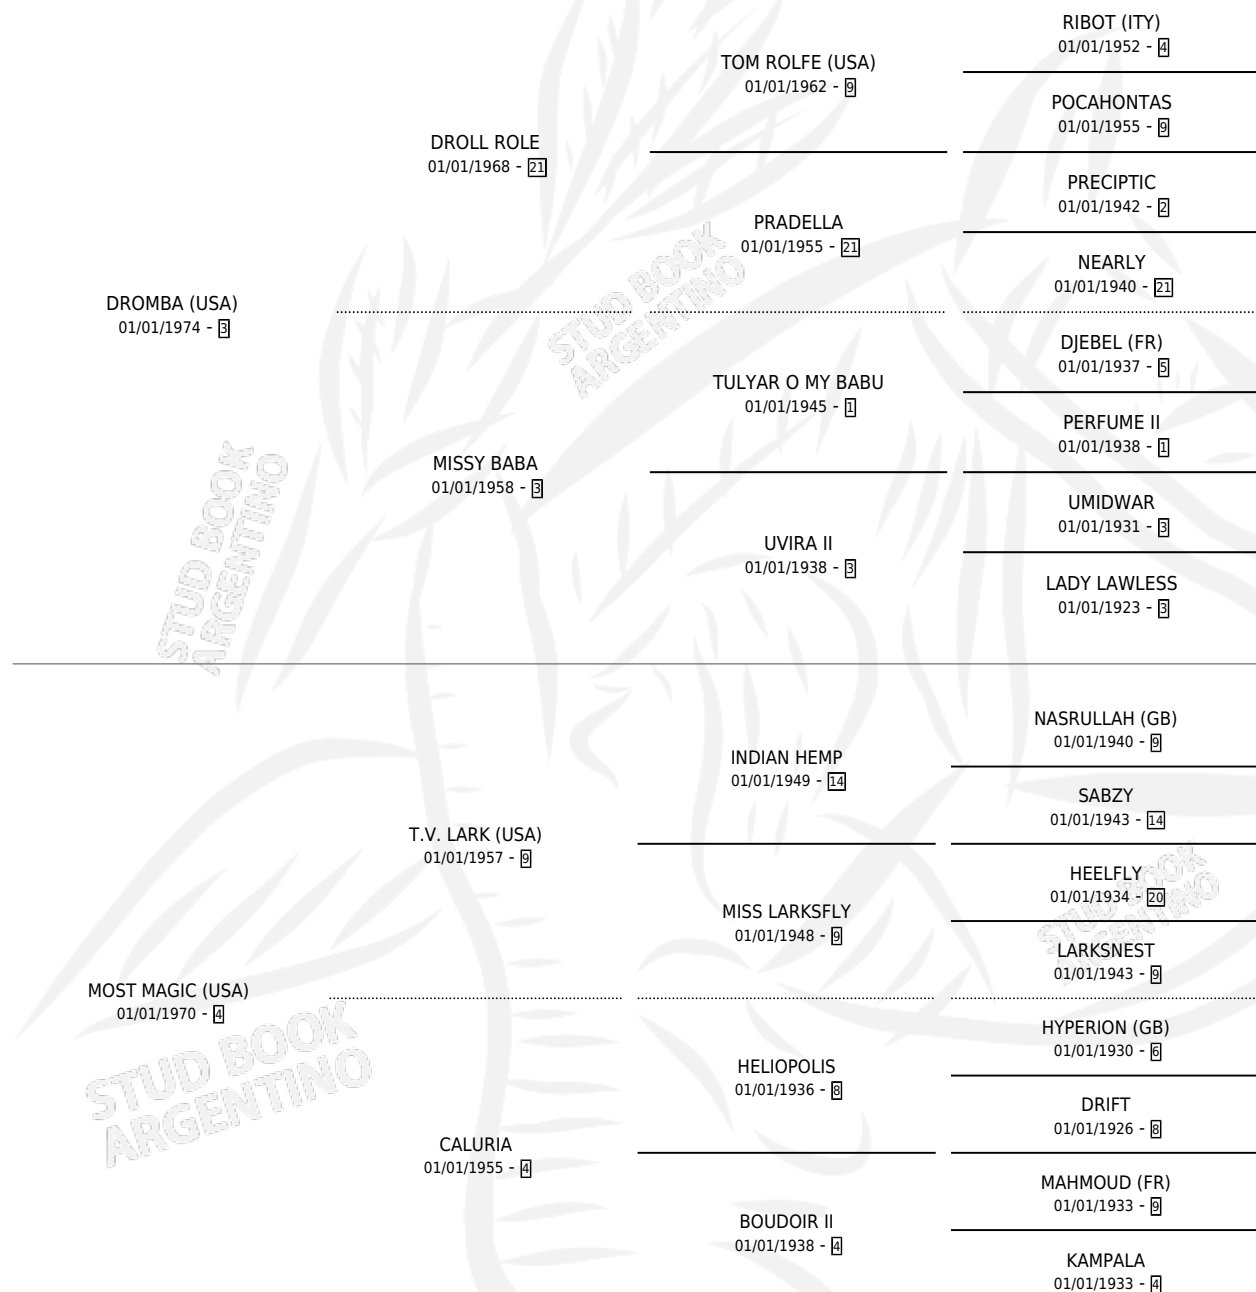 RIBOT (ITY)
01/01/1952 - 4
TOM ROLFE (USA)
01/01/1962 - 9
POCAHONTAS
01/01/1955 - 9
DROLL ROLE
01/01/1968 - 21
PRECIPTIC
01/01/1942 - 2
PRADELLA
01/01/1955 - 21
NEARLY
01/01/1940 - 21
DROMBA (USA)
01/01/1974 - 3
DJEBEL (FR)
01/01/1937 - 5
TULYAR O MY BABU
01/01/1945 - 1
PERFUME II
01/01/1938 - 1
MISSY BABA
01/01/1958 - 3
UMIDWAR
01/01/1931 - 3
UVIRA II
01/01/1938 - 3
LADY LAWLESS
01/01/1923 - 3
NASRULLAH (GB)
01/01/1940 - 9
INDIAN HEMP
01/01/1949 - 14
SABZY
01/01/1943 - 14
T.V. LARK (USA)
01/01/1957 - 9
HEELFLY
01/01/1934 - 20
MISS LARKSFLY
01/01/1948 - 9
LARKSNEST
01/01/1943 - 9
MOST MAGIC (USA)
01/01/1970 - 4
HYPERION (GB)
01/01/1930 - 6
HELIOPOLIS
01/01/1936 - 8
DRIFT
01/01/1926 - 8
CALURIA
01/01/1955 - 4
MAHMOUD (FR)
01/01/1933 - 9
BOUDOIR II
01/01/1938 - 4
KAMPALA
01/01/1933 - 4
STUD BOOK
ARGENTINO
STUD BOOK
ARGENTINO
STUD BOOK
ARGENTINO
STUD BOOK
ARGENTINO